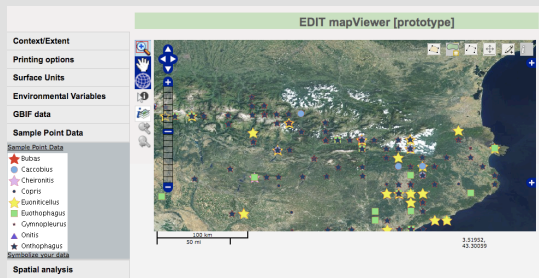 EDIT mapViewer [prototype]
Context/Extent
Printing options
Surface Units
Environmental Variables
GBIF data
Sample Point Data
Sample Point Data
Bubas
Caccobius
Cheironitis
Copris
Euoniticellus
Euothophagus
Gymnopleurus
Onitis
Onthophagus
Symbolize your data
Spatial analysis
100 km
50 mi
3.51952,
43.30059